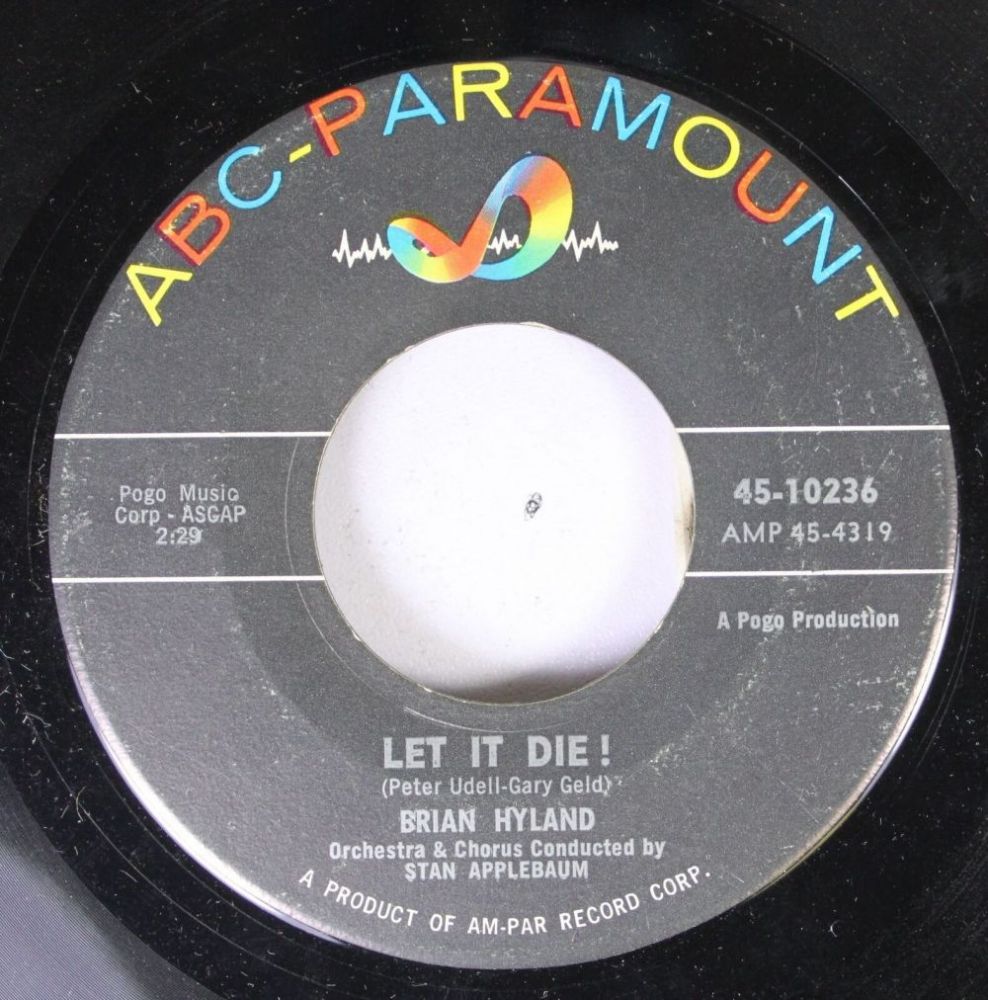 ABC-PARAMOUNT
Pogo Music
Corp - ASCAP
2:29
45-10236
AMP 45-4319
A Pogo Production
LET IT DIE!
(Peter Udell-Gary Geld)
BRIAN HYLAND
Orchestra & Chorus Conducted by
STAN APPLEBAUM
A PRODUCT OF AM-PAR RECORD CORP.